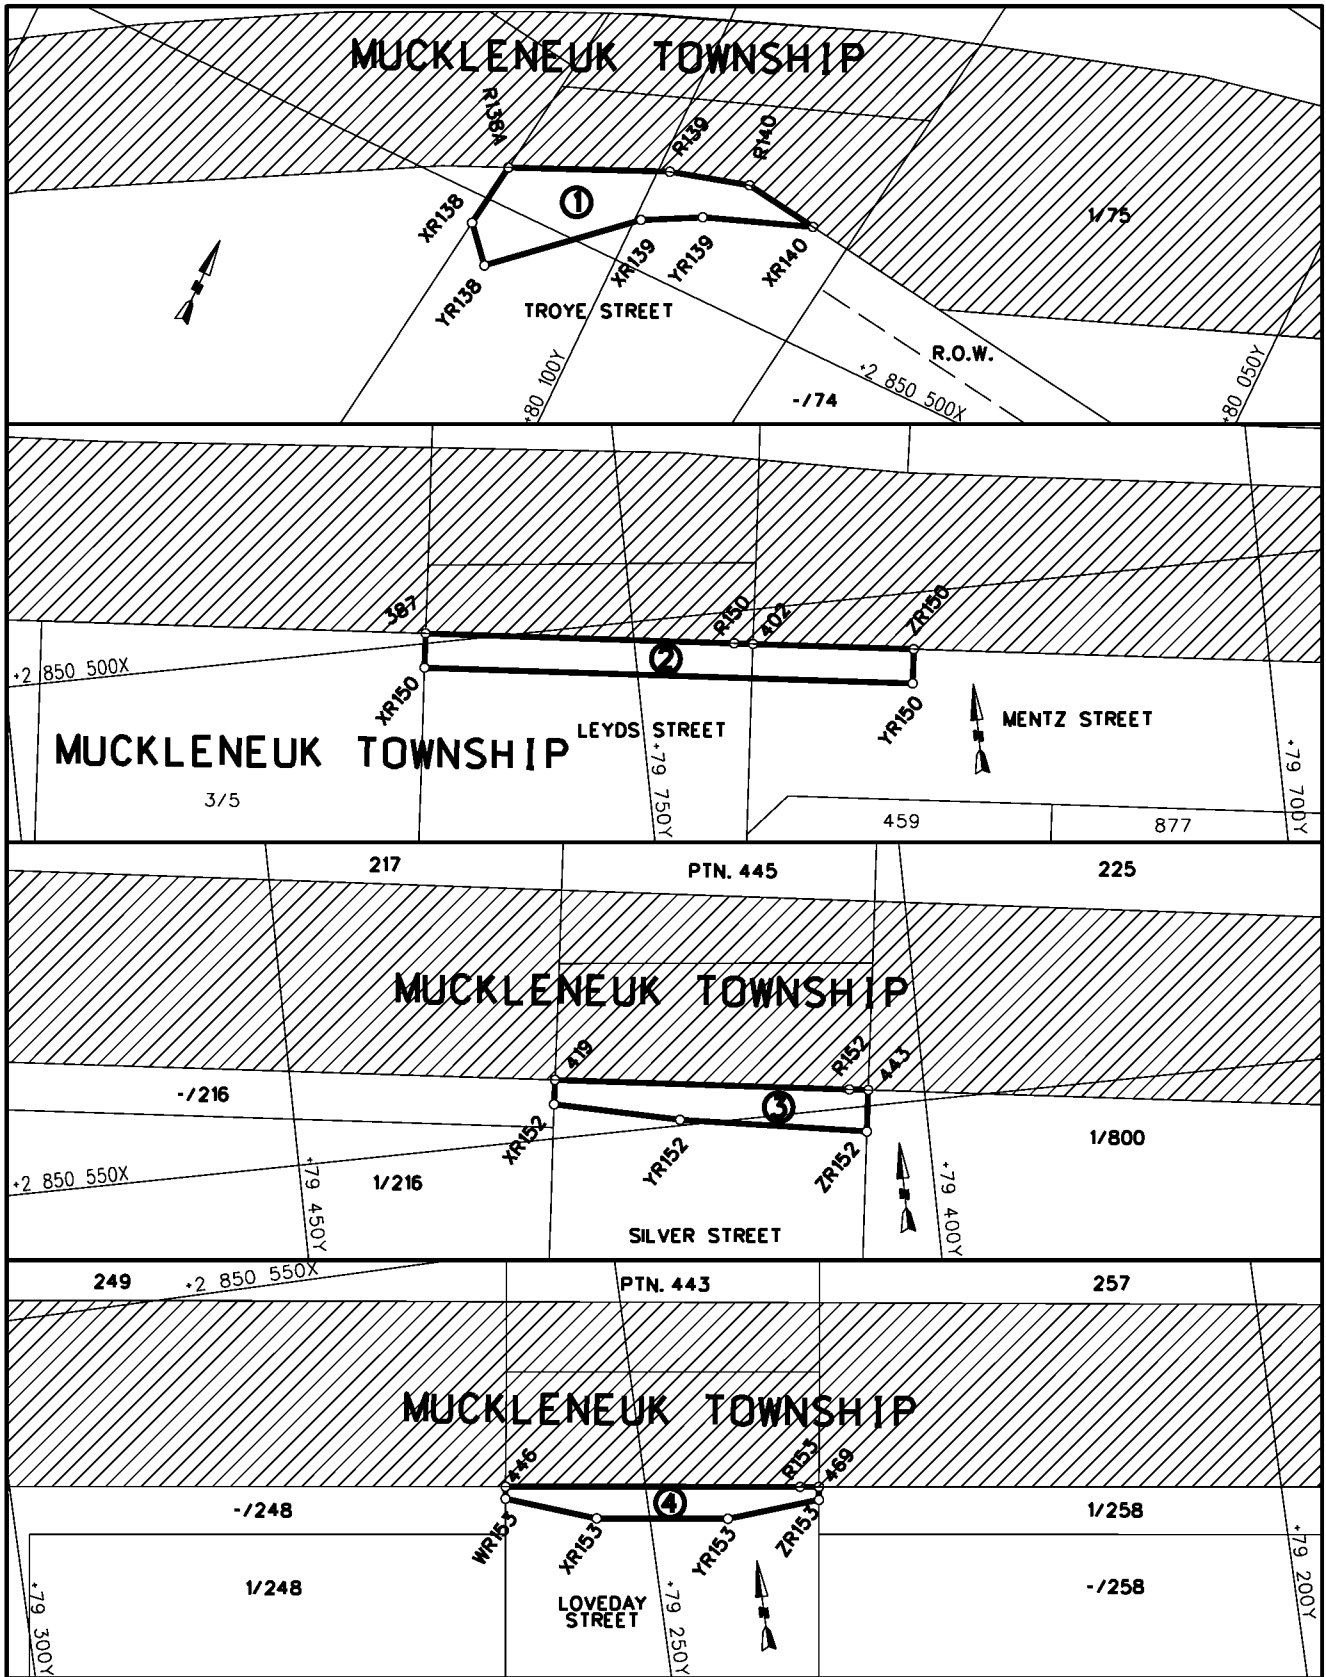 MUCKLENEUK TOWNSHIP
R138A
R139
R140
XR138
1
1/75
XR139
YR139
XR140
YR138
TROYE STREET
R.O.W.
+80 100Y
+2 850 500X
+80 050Y
-/74
387
R150
402
ZR150
2
+2 850 500X
XR150
YR150
LEYDS STREET
MENTZ STREET
MUCKLENEUK TOWNSHIP
+79 750Y
+79 700Y
3/5
459
877
217
PTN. 445
225
MUCKLENEUK TOWNSHIP
419
R152
443
-/216
3
XR152
YR152
ZR152
1/800
+2 850 550X
1/216
+79 450Y
+79 400Y
SILVER STREET
249
+2 850 550X
PTN. 443
257
MUCKLENEUK TOWNSHIP
446
R153
469
-/248
4
1/258
WR153
XR153
YR153
ZR153
1/248
LOVEDAY
STREET
-/258
+79 300Y
+79 250Y
+79 200Y